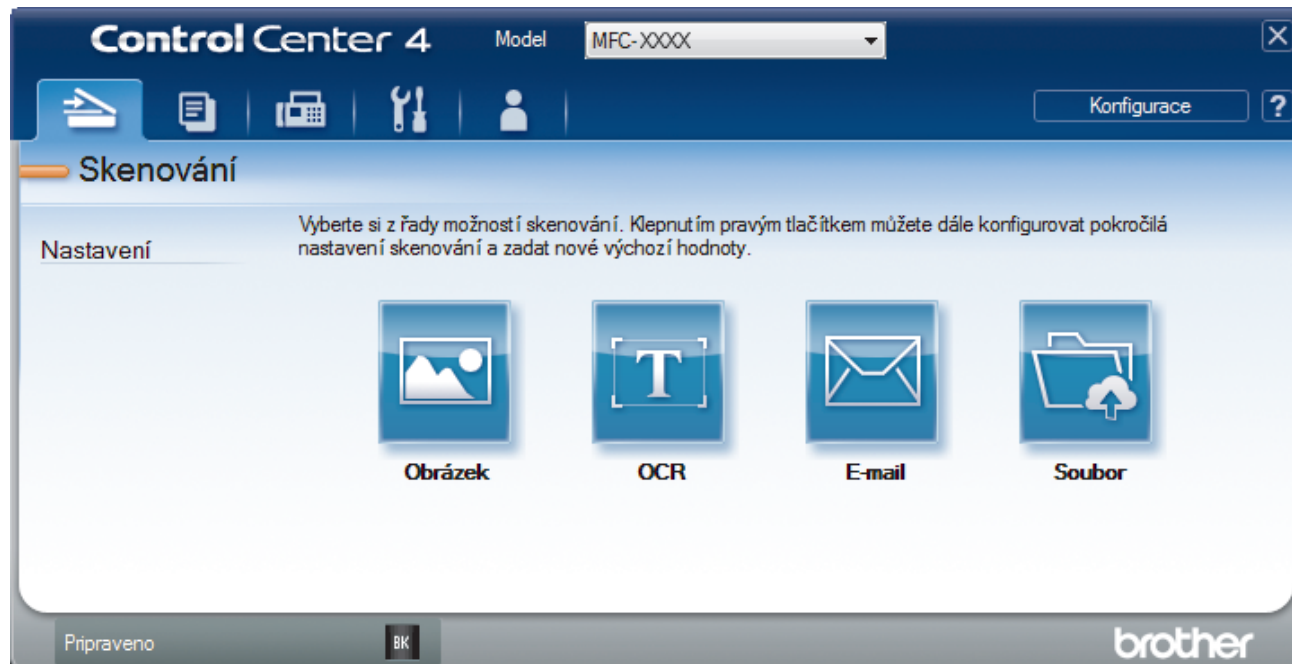 Control Center 4 Model MFC-XXXX
Konfigurace ?
Skenování
Nastavení
Vyberte si z řady možností skenování. Klepnutím pravým tlačítkem můžete dále konfigurovat pokročilá
nastavení skenování a zadat nové výchozí hodnoty.
T
Obrázek OCR E-mail Soubor
Pripraveno BK brother